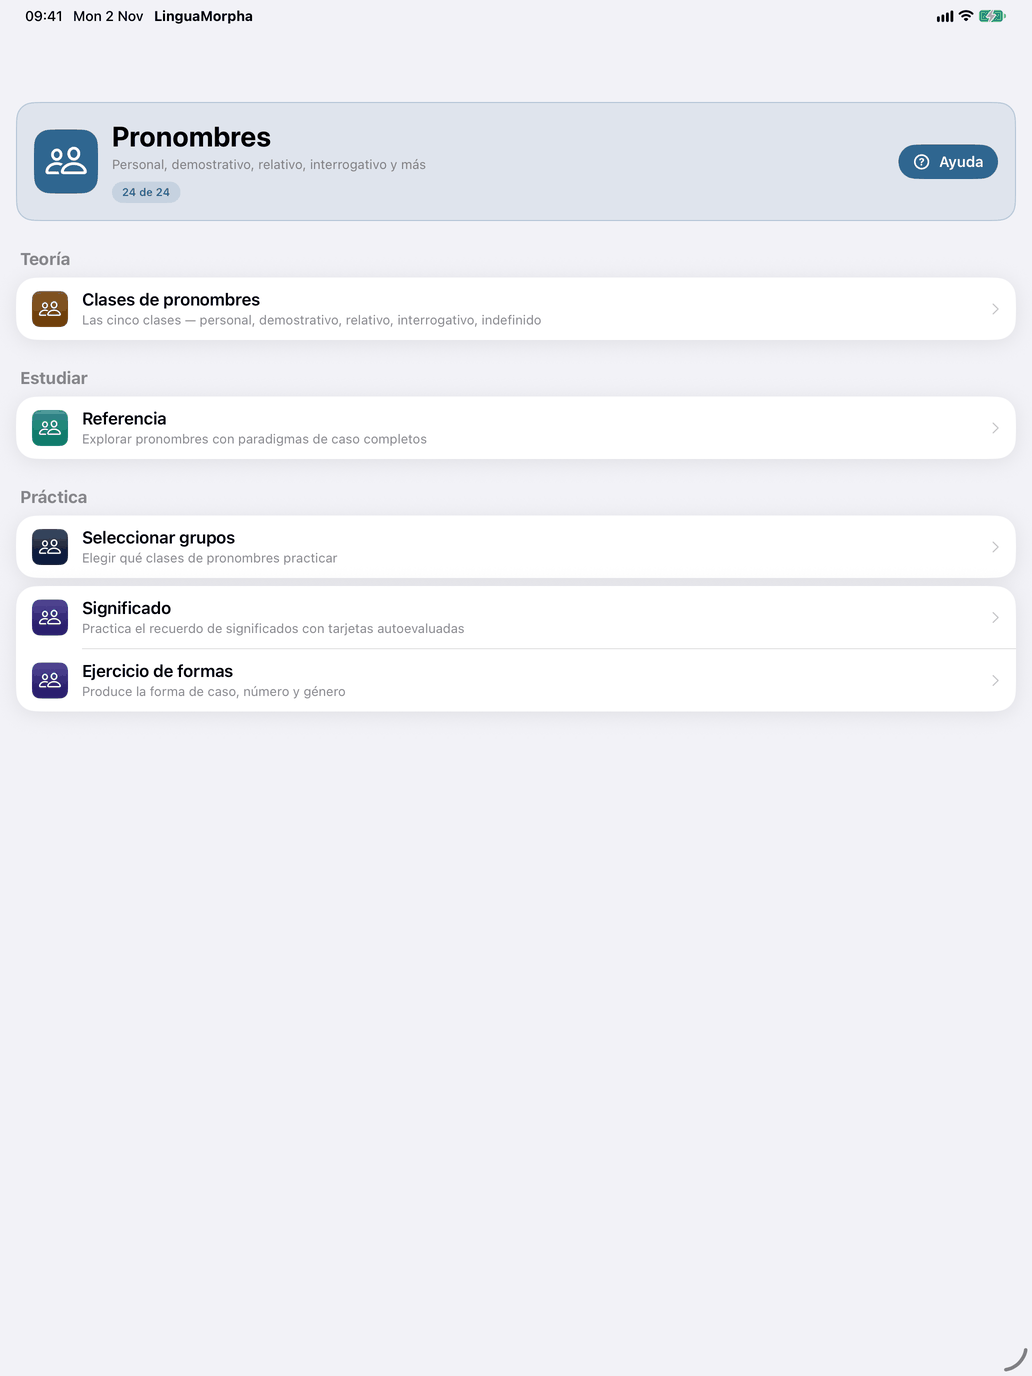 09:41 Mon 2 Nov LinguaMorpha
Pronombres
Personal, demostrativo, relativo, interrogativo y más
24 de 24
Ayuda
Teoría
Clases de pronombres
Las cinco clases — personal, demostrativo, relativo, interrogativo, indefinido
Estudiar
Referencia
Explorar pronombres con paradigmas de caso completos
Práctica
Seleccionar grupos
Elegir qué clases de pronombres practicar
Significado
Practica el recuerdo de significados con tarjetas autoevaluadas
Ejercicio de formas
Produce la forma de caso, número y género